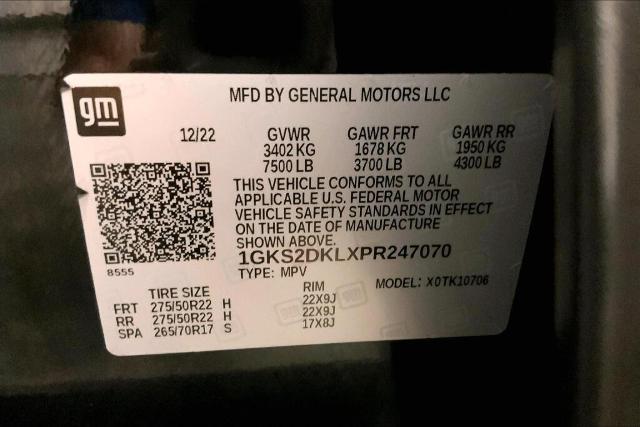 gm
MFD BY GENERAL MOTORS LLC
12/22 GVWR GAWR FRT GAWR RR
3402 KG 1678 KG 1950 KG
7500 LB 3700 LB 4300 LB
THIS VEHICLE CONFORMS TO ALL
APPLICABLE U.S. FEDERAL MOTOR
VEHICLE SAFETY STANDARDS IN EFFECT
ON THE DATE OF MANUFACTURE
SHOWN ABOVE.
1GKS2DKLXPR247070
8555
TYPE: MPV MODEL: X0TK10706
TIRE SIZE RIM
FRT 275/50R22 H 22X9J
RR 275/50R22 H 22X9J
SPA 265/70R17 S 17X8J